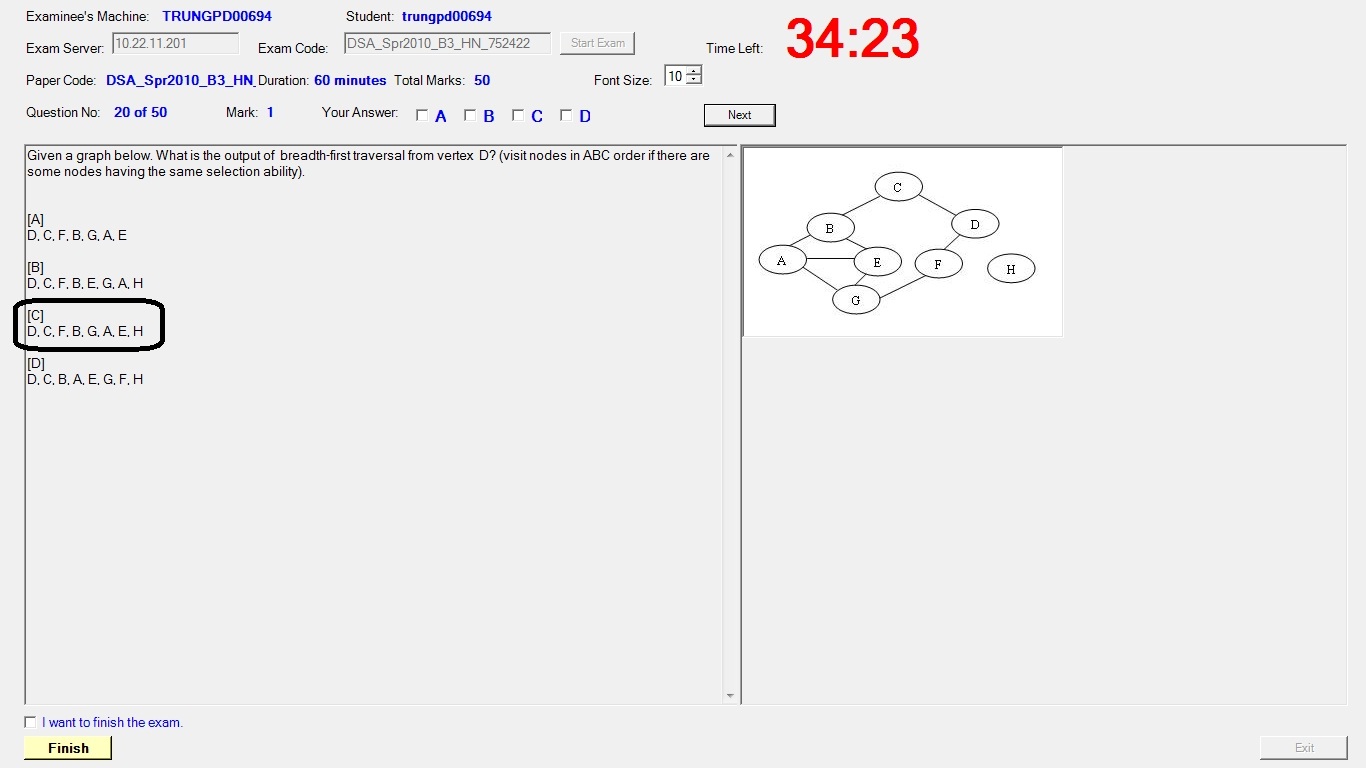 Examinee's Machine: TRUNGPD00694 Student: trungpd00694
Exam Server: 10.22.11.201 Exam Code: DSA_Spr2010_B3_HN_752422 Start Exam Time Left: 34:23
Paper Code: DSA_Spr2010_B3_HN_ Duration: 60 minutes Total Marks: 50 Font Size: 10
Question No: 20 of 50 Mark: 1 Your Answer: A B C D Next
Given a graph below. What is the output of breadth-first traversal from vertex D? (visit nodes in ABC order if there are
some nodes having the same selection ability).
[A]
D, C, F, B, G, A, E
[B]
D, C, F, B, E, G, A, H
[C]
D, C, F, B, G, A, E, H
[D]
D, C, B, A, E, G, F, H
C
B D
A E F H
G
I want to finish the exam.
Finish Exit